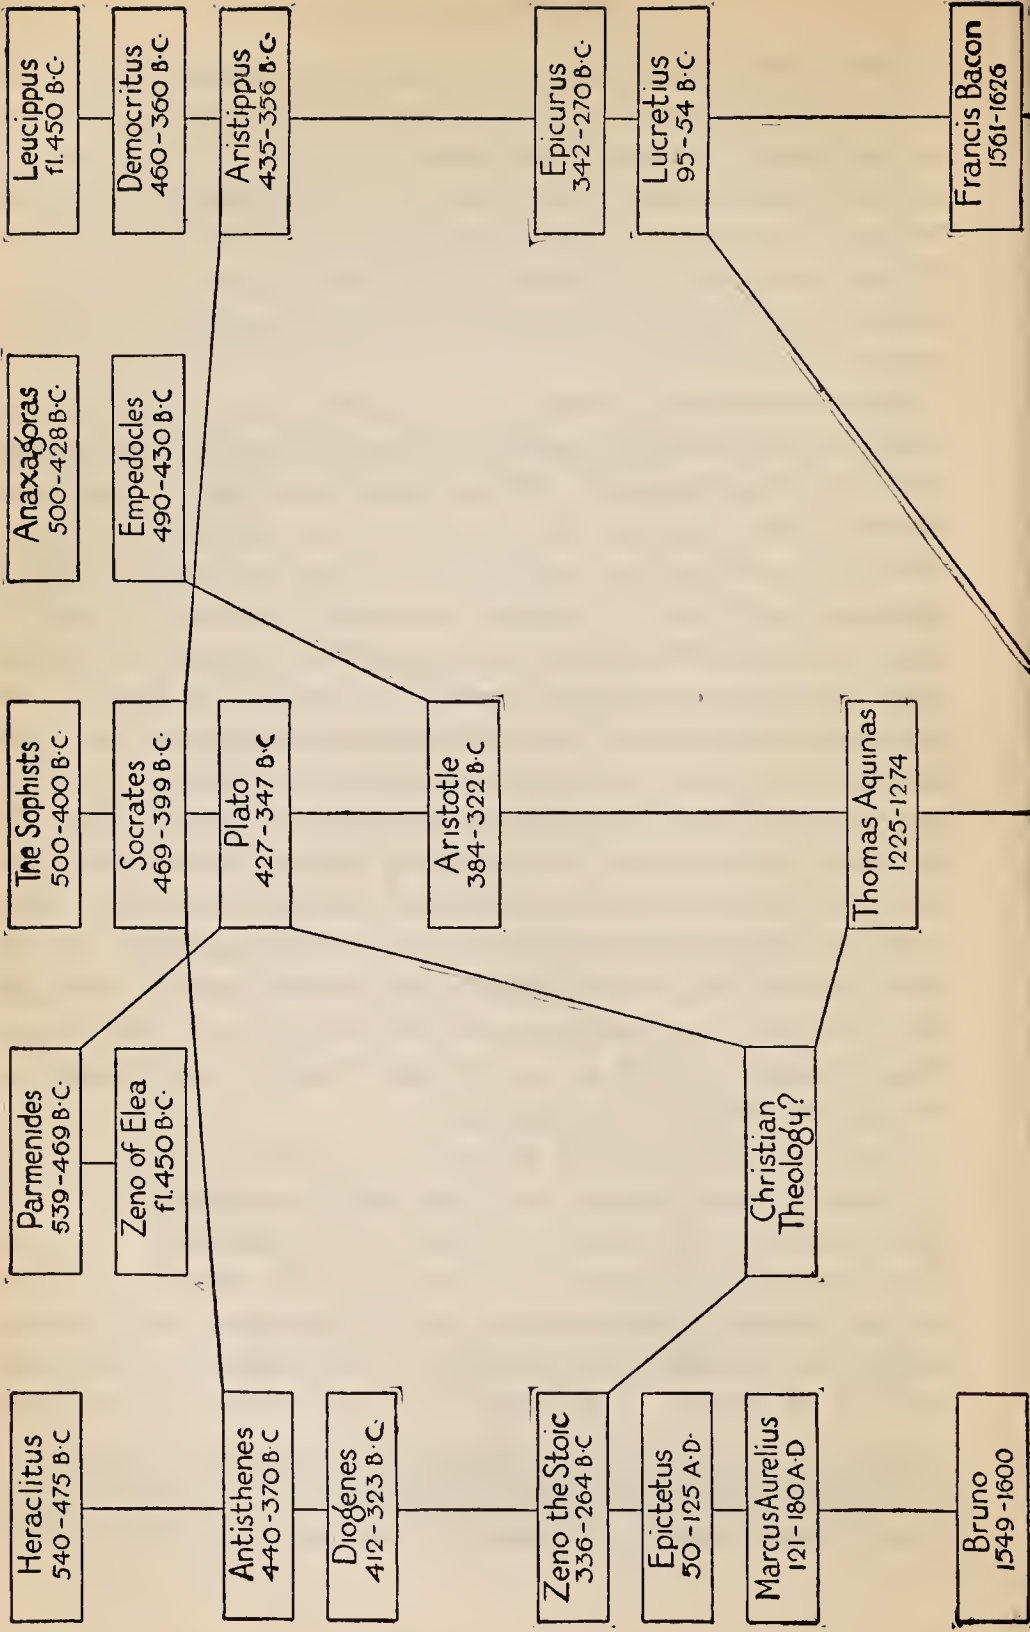 Heraclitus
540-475 B·C
Parmenides
539-469 B·C·
Zeno of Elea
fl.450 B·C·
The Sophists
500-400 B·C·
Socrates
469-399 B·C·
Anaxagoras
500-428 B·C·
Empedocles
490-430 B·C
Leucippus
fl.450 B·C·
Democritus
460-360 B·C·
Antisthenes
440-370 B·C
Plato
427-347 B·C
Aristippus
435-356 B·C·
Diogenes
412-323 B·C·
Aristotle
384-322 B·C
Zeno the Stoic
336-264 B·C
Epicurus
342-270 B·C·
Epictetus
50-125 A·D·
Lucretius
95-54 B·C·
Marcus Aurelius
121-180 A·D
Christian
Theology?
Thomas Aquinas
1225-1274
Bruno
1549-1600
Francis Bacon
1561-1626